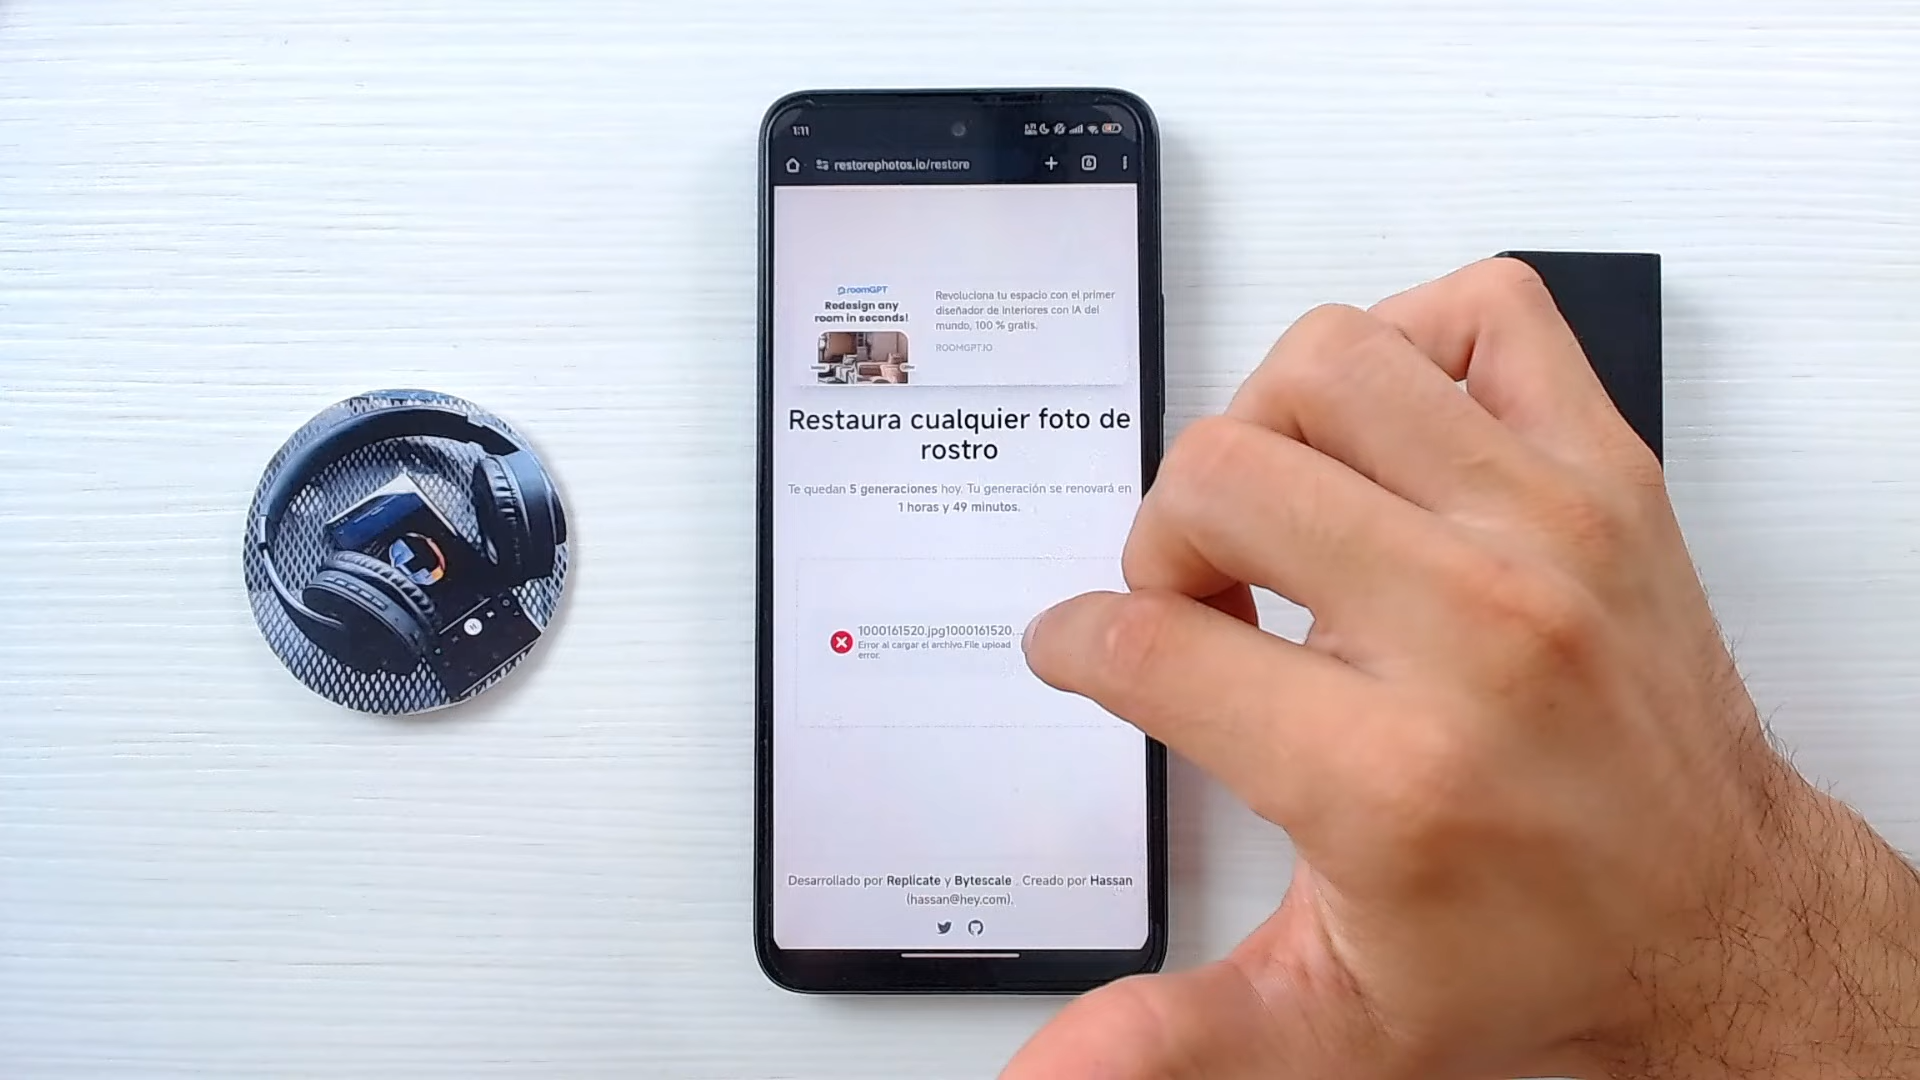 1:11
restorephotos.io/restore
6
roomGPT
Redesign any
room in seconds!
Revoluciona tu espacio con el primer
diseñador de interiores con IA del
mundo, 100 % gratis.
ROOMGPT.IO
Restaura cualquier foto de
rostro
Te quedan 5 generaciones hoy. Tu generación se renovará en
1 horas y 49 minutos.
1000161520.jpg1000161520...
Error al cargar el archivo.File upload
error.
Desarrollado por Replicate y Bytescale . Creado por Hassan
(hassan@hey.com).